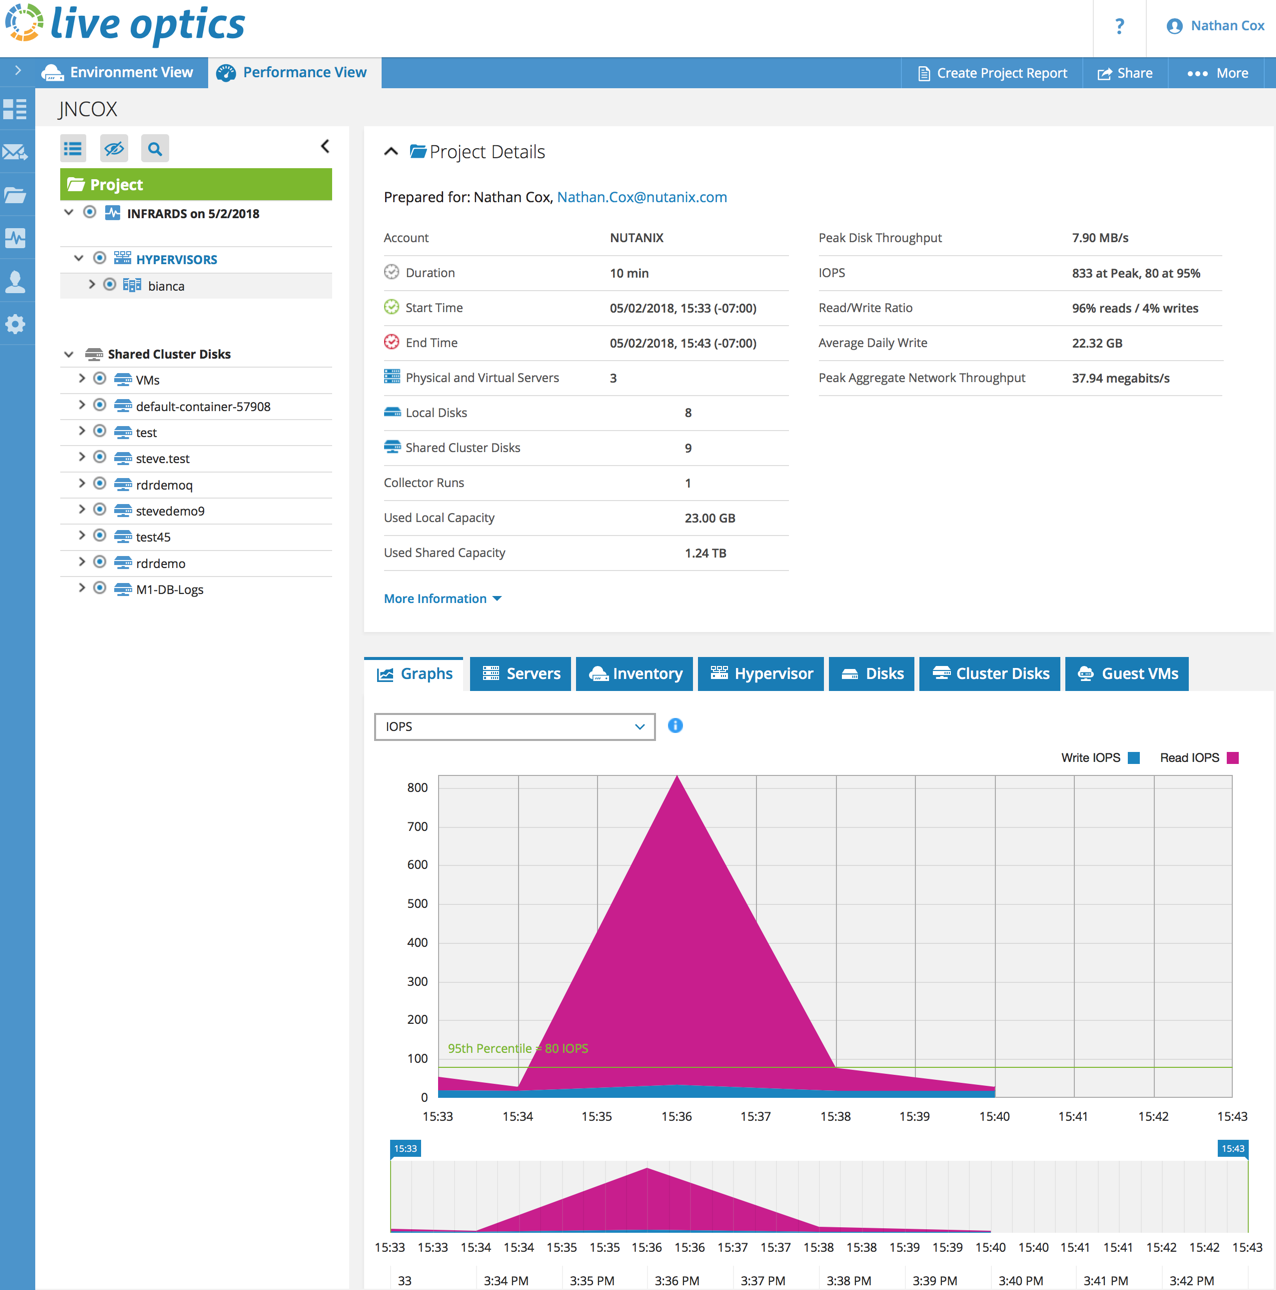 live optics
?
Nathan Cox
Environment View
Performance View
Create Project Report
Share
More
JNCOX
Project
INFRARDS on 5/2/2018
HYPERVISORS
bianca
Shared Cluster Disks
VMs
default-container-57908
test
steve.test
rdrdemoq
stevedemo9
test45
rdrdemo
M1-DB-Logs
Project Details
Prepared for: Nathan Cox, Nathan.Cox@nutanix.com
Account NUTANIX
Duration 10 min
Start Time 05/02/2018, 15:33 (-07:00)
End Time 05/02/2018, 15:43 (-07:00)
Physical and Virtual Servers 3
Local Disks 8
Shared Cluster Disks 9
Collector Runs 1
Used Local Capacity 23.00 GB
Used Shared Capacity 1.24 TB
Peak Disk Throughput 7.90 MB/s
IOPS 833 at Peak, 80 at 95%
Read/Write Ratio 96% reads / 4% writes
Average Daily Write 22.32 GB
Peak Aggregate Network Throughput 37.94 megabits/s
More Information
Graphs Servers Inventory Hypervisor Disks Cluster Disks Guest VMs
IOPS
Write IOPS Read IOPS
800
700
600
500
400
300
200
100
0
95th Percentile = 80 IOPS
15:33 15:34 15:35 15:36 15:37 15:38 15:39 15:40 15:41 15:42 15:43
15:33 15:43
15:33 15:33 15:34 15:34 15:35 15:35 15:36 15:36 15:37 15:37 15:38 15:38 15:39 15:39 15:40 15:40 15:41 15:41 15:42 15:42 15:43
33 3:34 PM 3:35 PM 3:36 PM 3:37 PM 3:38 PM 3:39 PM 3:40 PM 3:41 PM 3:42 PM